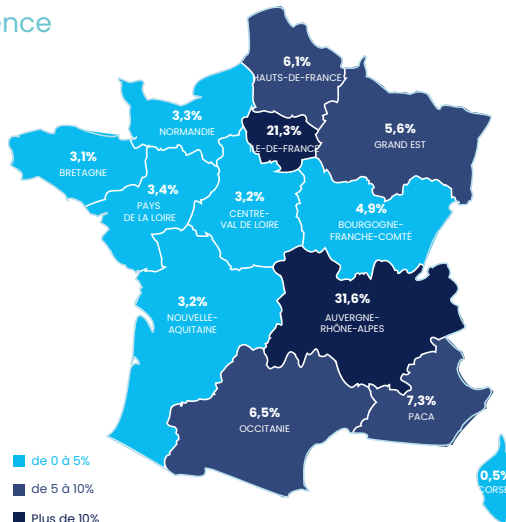 ence
6,1%
HAUTS-DE-FRANCE
3,3%
NORMANDIE
21,3%
ILE-DE-FRANCE
5,6%
GRAND EST
3,1%
BRETAGNE
3,4%
PAYS
DE LA LOIRE
3,2%
CENTRE-
VAL DE LOIRE
4,9%
BOURGOGNE-
FRANCHE-COMTÉ
3,2%
NOUVELLE-
AQUITAINE
31,6%
AUVERGNE-
RHÔNE-ALPES
7,3%
PACA
6,5%
OCCITANIE
0,5%
CORSE
de 0 à 5%
de 5 à 10%
Plus de 10%